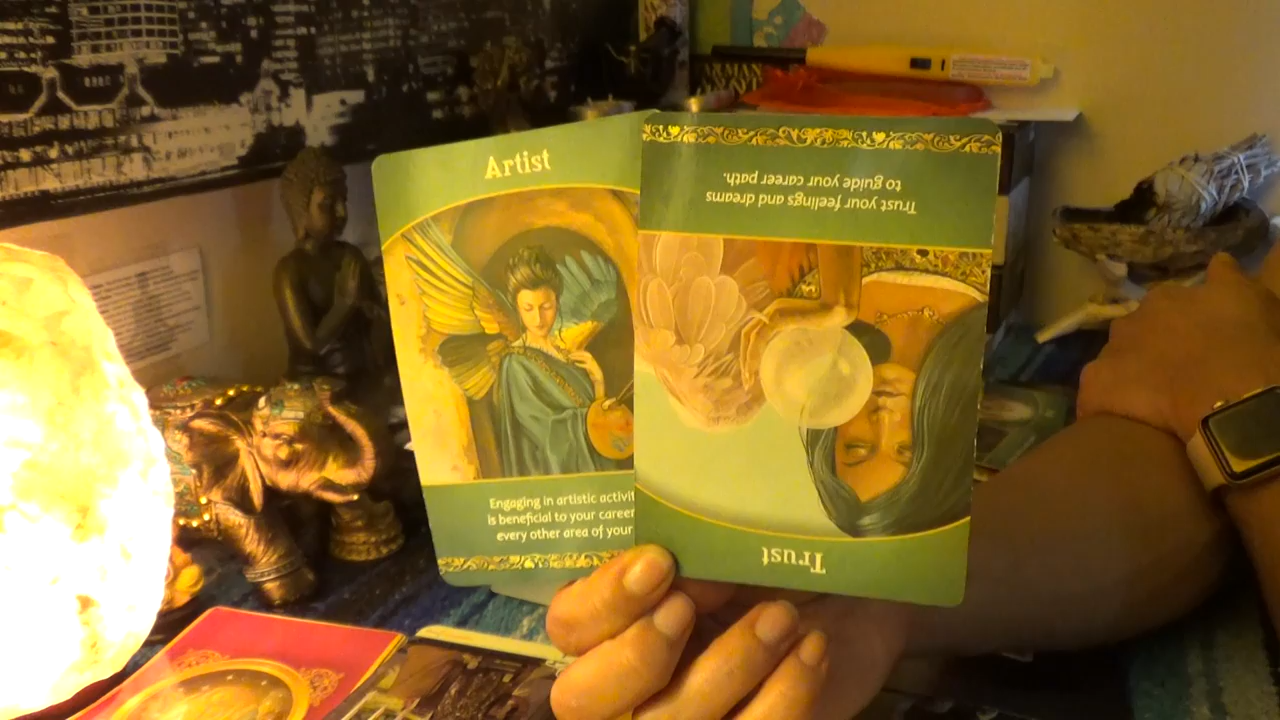 Artist
Engaging in artistic activit
is beneficial to your career
every other area of your
Trust
Trust your feelings and dreams
to guide your career path.